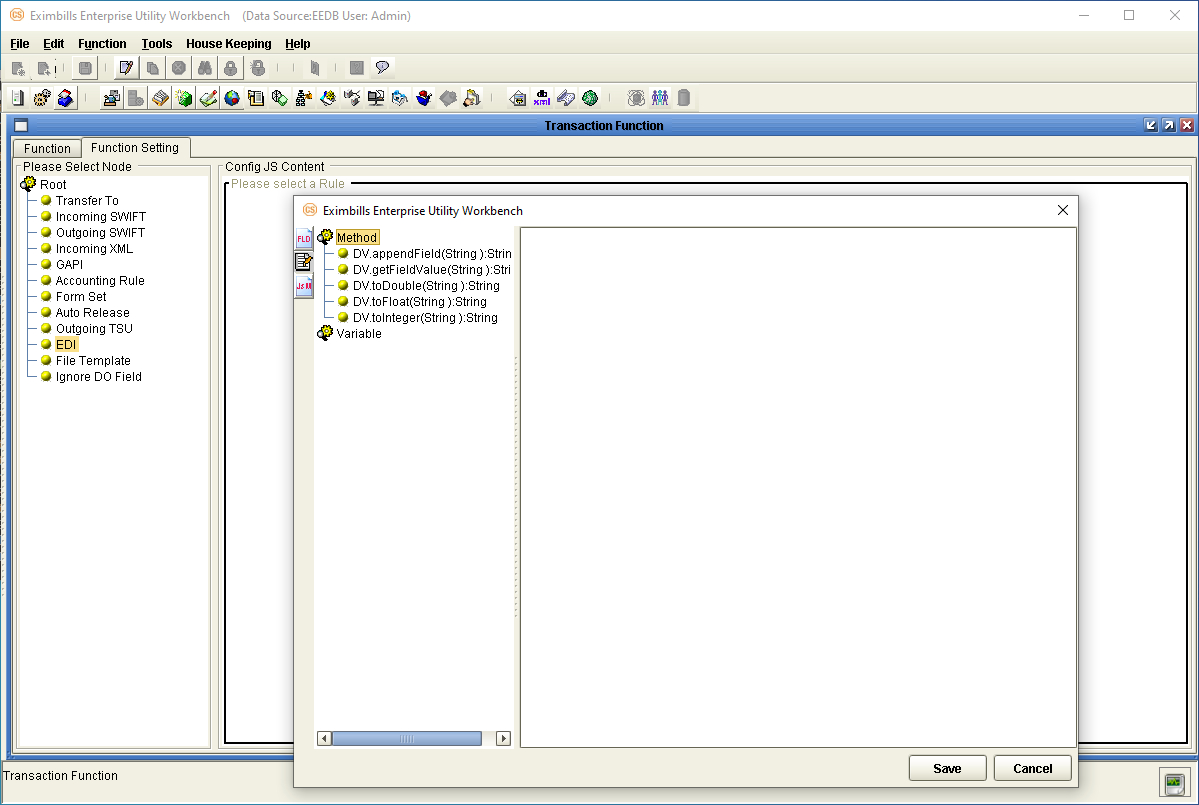 Eximbills Enterprise Utility Workbench (Data Source:EEDB User: Admin)
File Edit Function Tools House Keeping Help
db
xml
Transaction Function
Function Function Setting
Please Select Node
Root
Transfer To
Incoming SWIFT
Outgoing SWIFT
Incoming XML
GAPI
Accounting Rule
Form Set
Auto Release
Outgoing TSU
EDI
File Template
Ignore DO Field
Config JS Content
Please select a Rule
CS Eximbills Enterprise Utility Workbench
FLD
JS M
Method
DV.appendField(String ):Strin
DV.getFieldValue(String ):Stri
DV.toDouble(String ):String
DV.toFloat(String ):String
DV.toInteger(String ):String
Variable
Save Cancel
Transaction Function